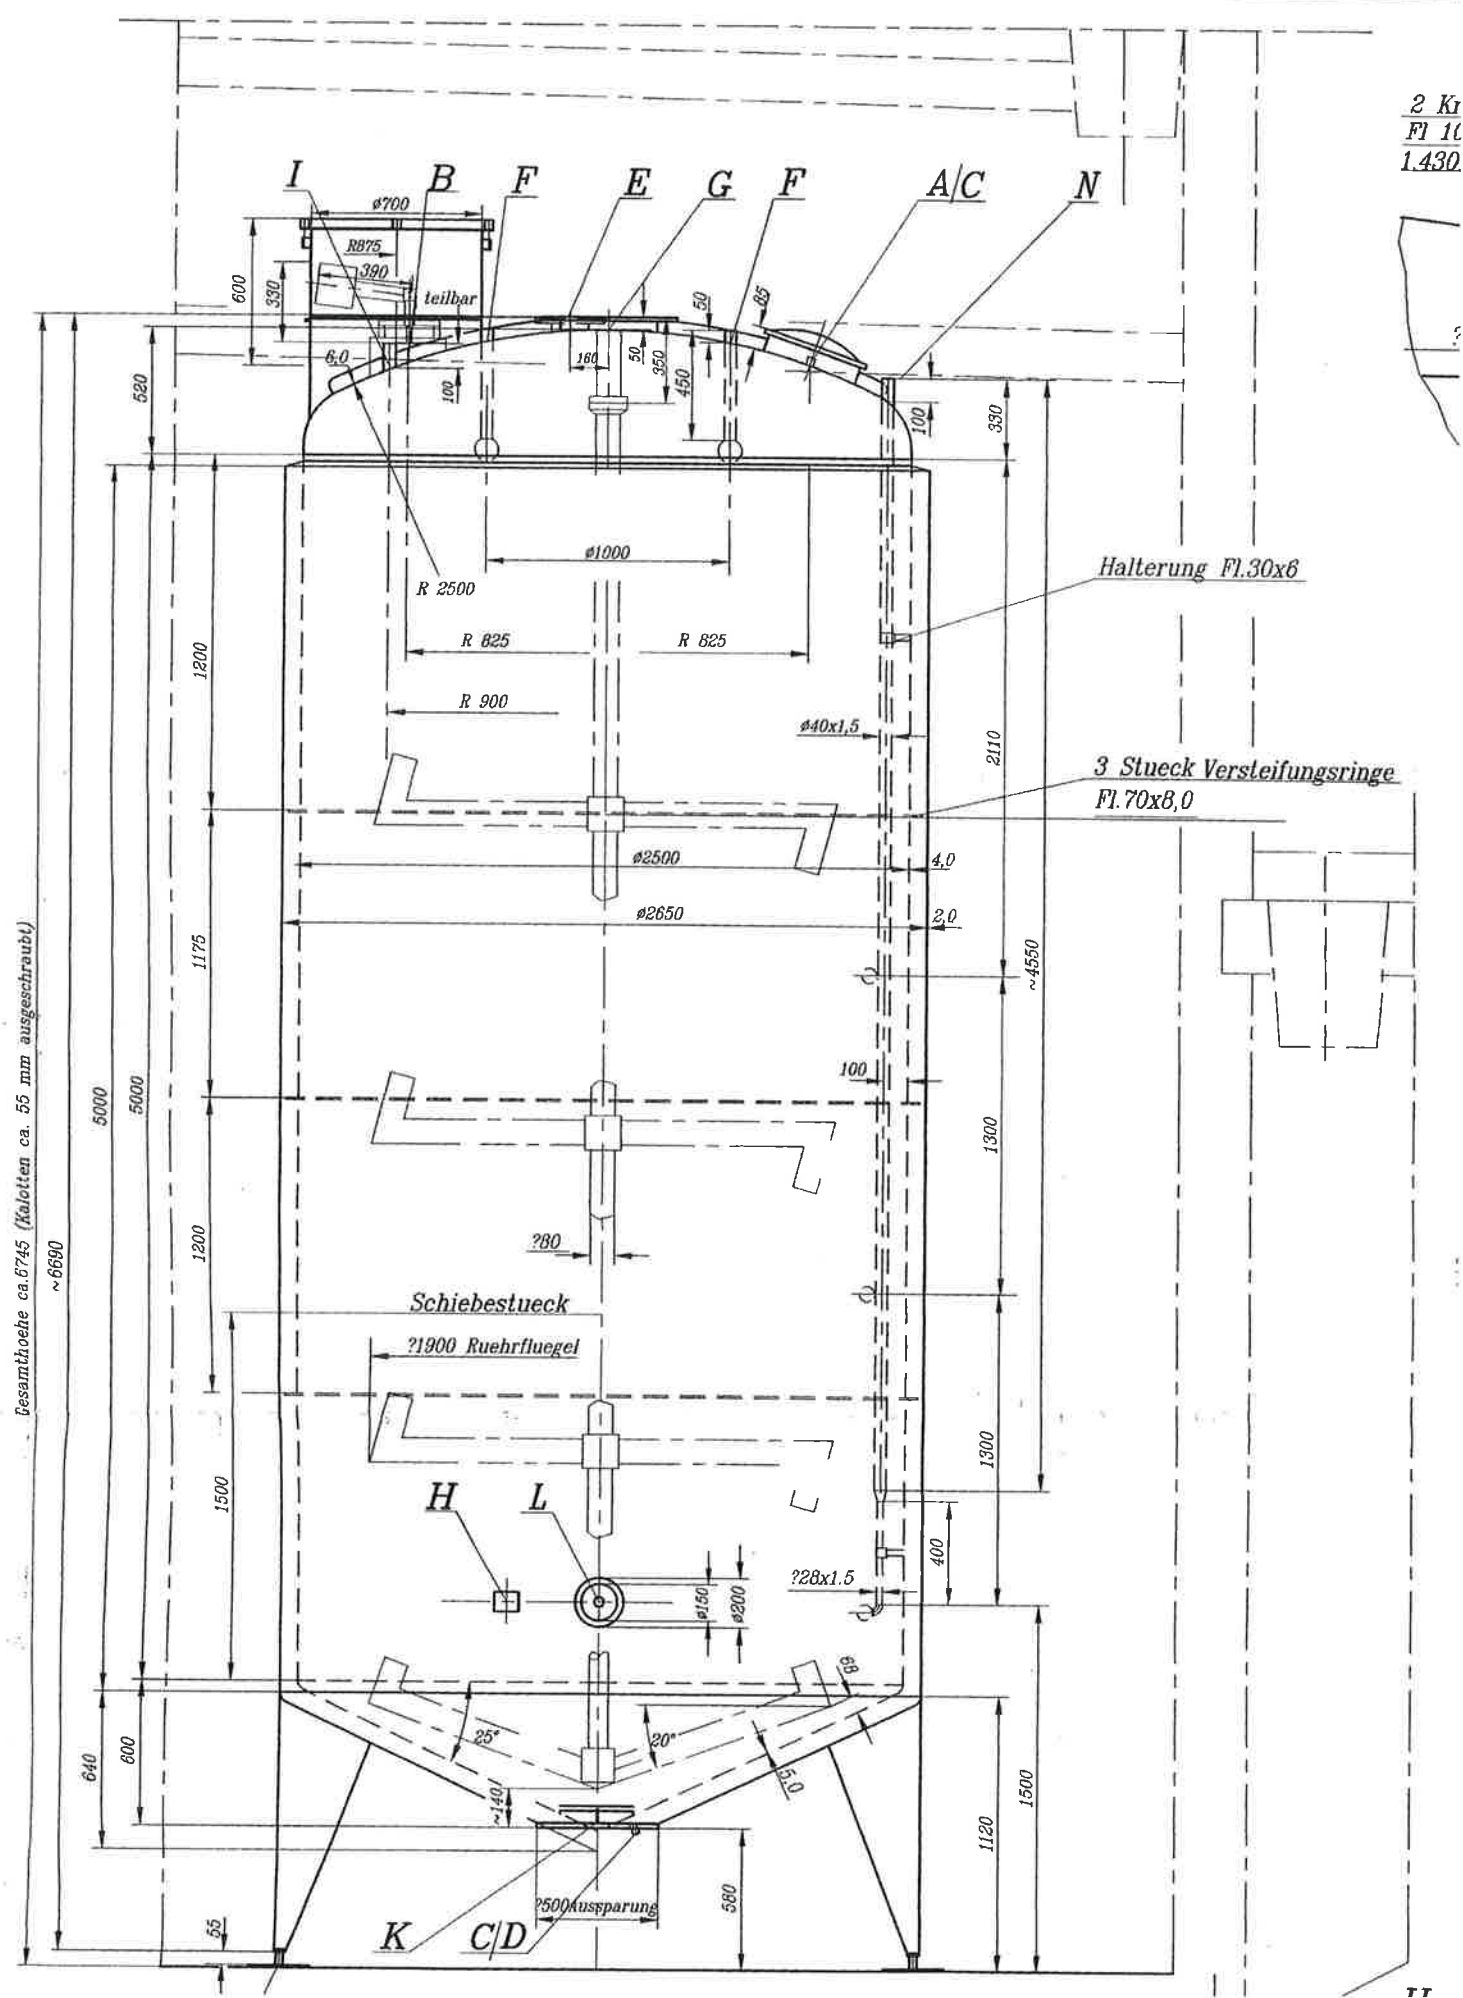 2 Kr
Fl 10
1.430
I
B
F
E
G
F
A/C
N
ø700
R875
390
teilbar
600
330
50
85
6,0
100
160
50
350
450
100
330
520
ø1000
R 2500
Halterung Fl.30x6
R 825
R 825
1200
R 900
ø40x1,5
2110
3 Stueck Versteifungsringe
Fl.70x8,0
ø2500
4,0
ø2650
2,0
1175
~4550
Gesamthoehe ca.6745 (Kalotten ca. 55 mm ausgeschraubt)
~6690
5000
5000
100
1300
1200
?80
Schiebestueck
?1900 Ruehrfluegel
1500
1300
H
L
400
?28x1.5
ø150
ø200
68
25°
20°
640
600
~140
5,0
1500
1120
580
?500Aussparung
55
K
C/D